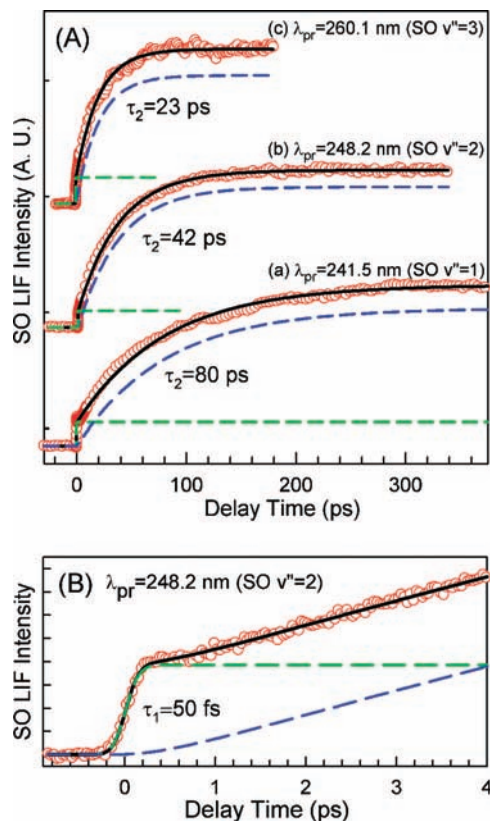 (A)
(c) λpr=260.1 nm (SO v"=3)
τ2=23 ps
(b) λpr=248.2 nm (SO v"=2)
τ2=42 ps
(a) λpr=241.5 nm (SO v"=1)
τ2=80 ps
SO LIF Intensity (A. U.)
0 100 200 300
Delay Time (ps)
(B) λpr=248.2 nm (SO v"=2)
τ1=50 fs
SO LIF Intensity
0 1 2 3 4
Delay Time (ps)